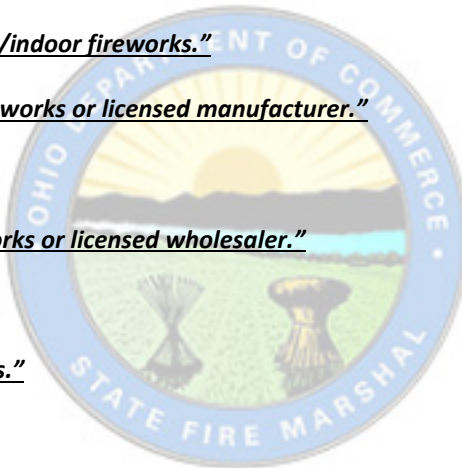 /indoor fireworks.”
works or licensed manufacturer.”
rks or licensed wholesaler.”
s.”
OHIO DEPARTMENT OF COMMERCE •
STATE FIRE MARSHAL